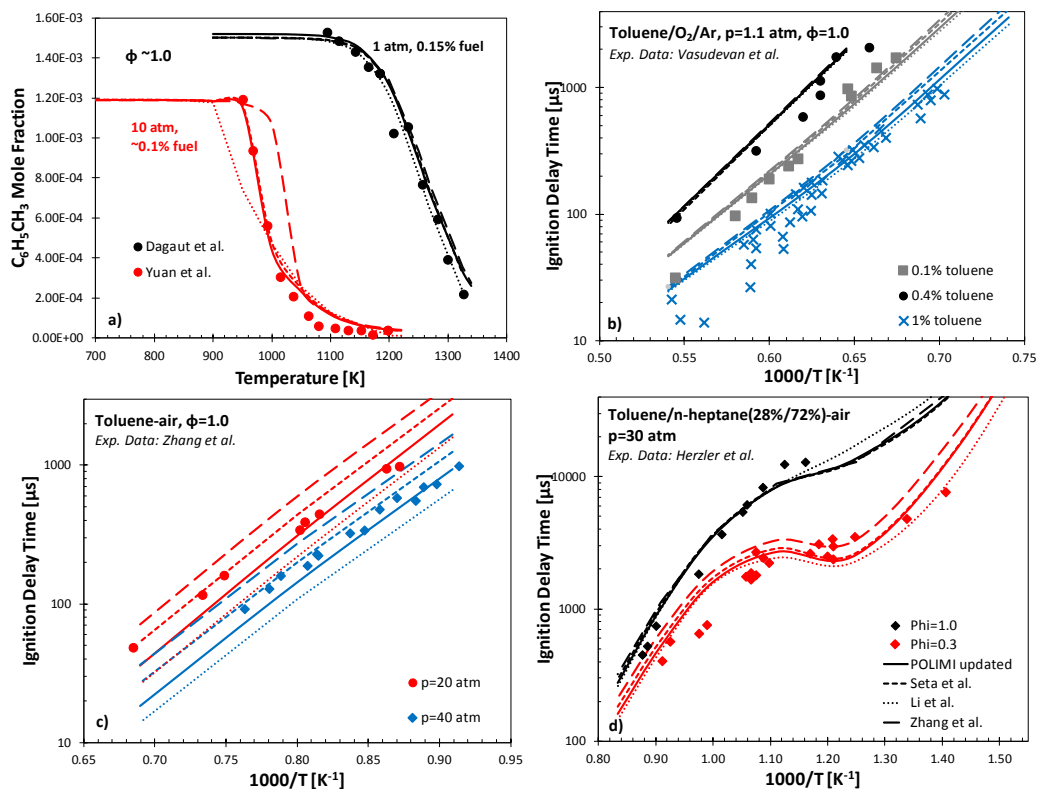 1.60E-03
1.40E-03
1.20E-03
1.00E-03
8.00E-04
6.00E-04
4.00E-04
2.00E-04
0.00E+00
C6H5CH3 Mole Fraction
ϕ ~1.0
1 atm, 0.15% fuel
10 atm,
~0.1% fuel
Dagaut et al.
Yuan et al.
a)
700 800 900 1000 1100 1200 1300 1400
Temperature [K]
Toluene/O2/Ar, p=1.1 atm, ϕ=1.0
Exp. Data: Vasudevan et al.
Ignition Delay Time [µs]
1000
100
10
0.1% toluene
0.4% toluene
1% toluene
b)
0.50 0.55 0.60 0.65 0.70 0.75
1000/T [K-1]
Toluene-air, ϕ=1.0
Exp. Data: Zhang et al.
Ignition Delay Time [µs]
1000
100
10
p=20 atm
p=40 atm
c)
0.65 0.70 0.75 0.80 0.85 0.90 0.95
1000/T [K-1]
Toluene/n-heptane(28%/72%)-air
p=30 atm
Exp. Data: Herzler et al.
Ignition Delay Time [µs]
10000
1000
100
Phi=1.0
Phi=0.3
POLIMI updated
Seta et al.
Li et al.
Zhang et al.
d)
0.80 0.90 1.00 1.10 1.20 1.30 1.40 1.50
1000/T [K-1]